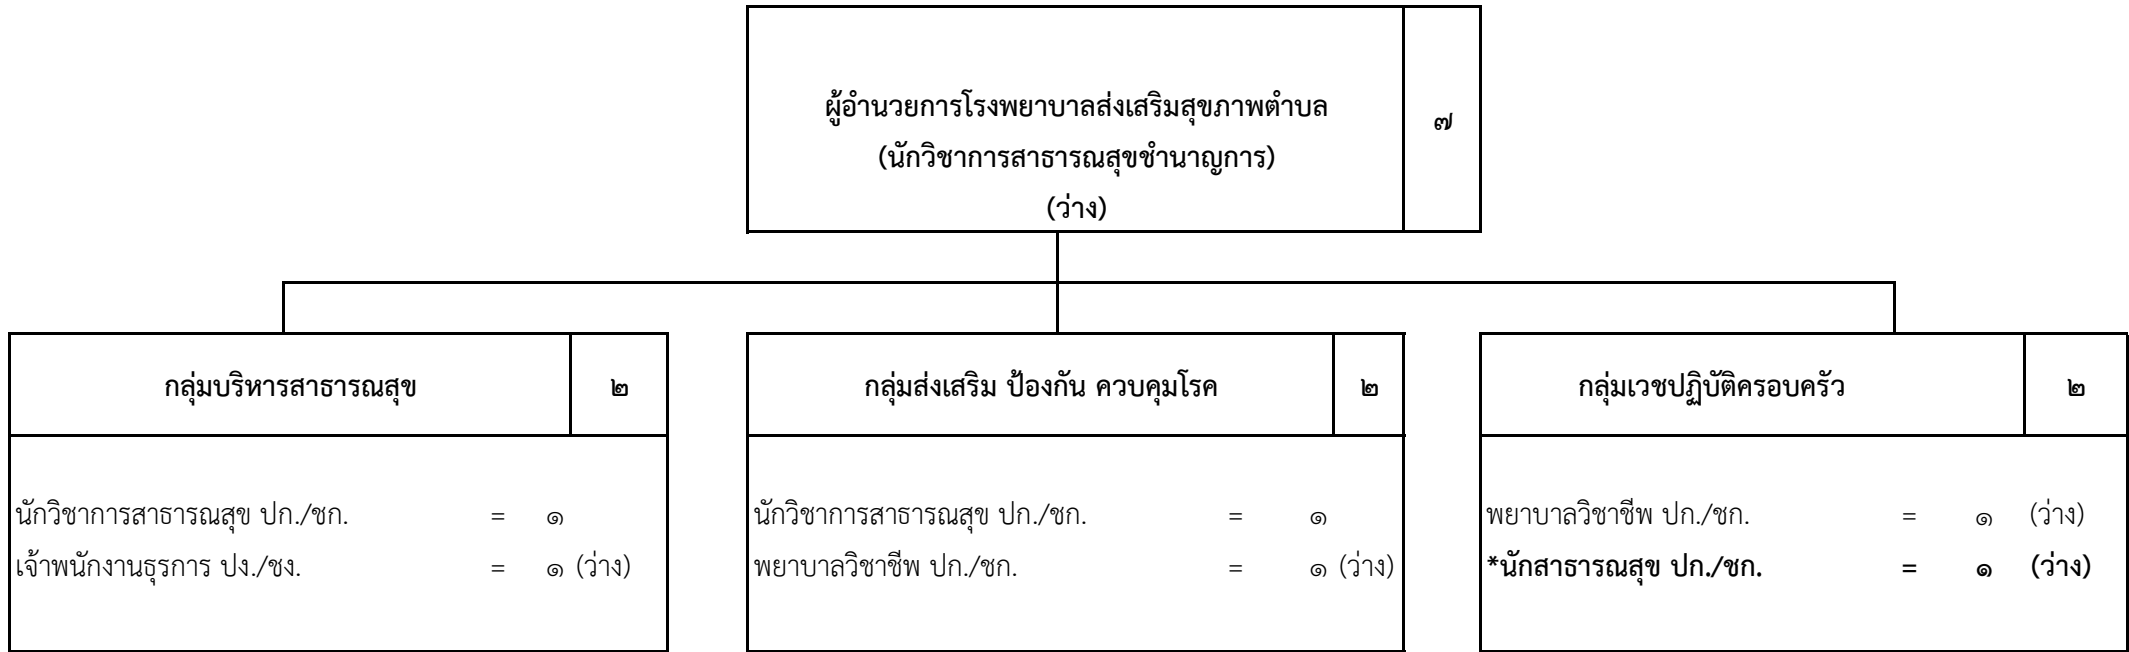 ผู้อำนวยการโรงพยาบาลส่งเสริมสุขภาพตำบล
(นักวิชาการสาธารณสุขชำนาญการ)
(ว่าง)
๗
กลุ่มบริหารสาธารณสุข ๒
นักวิชาการสาธารณสุข ปก./ชก. = ๑
เจ้าพนักงานธุรการ ปง./ชง. = ๑ (ว่าง)
กลุ่มส่งเสริม ป้องกัน ควบคุมโรค ๒
นักวิชาการสาธารณสุข ปก./ชก. = ๑
พยาบาลวิชาชีพ ปก./ชก. = ๑ (ว่าง)
กลุ่มเวชปฏิบัติครอบครัว ๒
พยาบาลวิชาชีพ ปก./ชก. = ๑ (ว่าง)
*นักสาธารณสุข ปก./ชก. = ๑ (ว่าง)